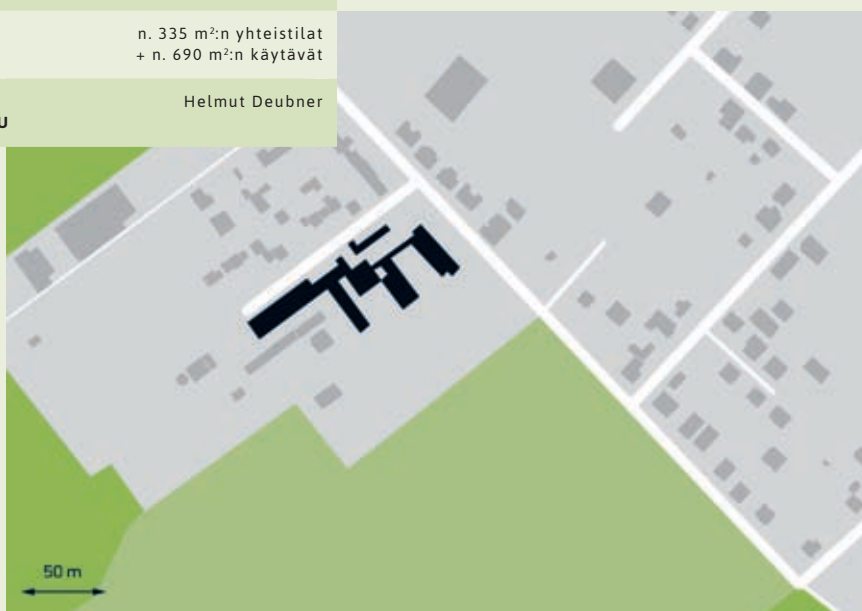 n. 335 m²:n yhteistilat
+ n. 690 m²:n käytävät
Helmut Deubner
50 m